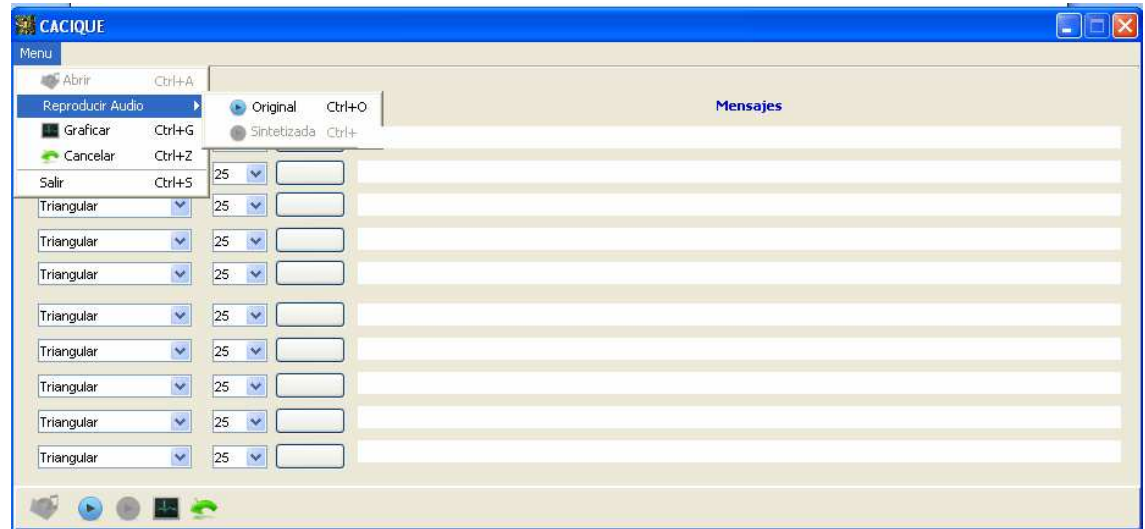 CACIQUE
Menu
Abrir Ctrl+A
Reproducir Audio
Original Ctrl+O
Mensajes
Graficar Ctrl+G
Sintetizada Ctrl+
Cancelar Ctrl+Z
25
Salir Ctrl+S
Triangular 25
Triangular 25
Triangular 25
Triangular 25
Triangular 25
Triangular 25
Triangular 25
Triangular 25